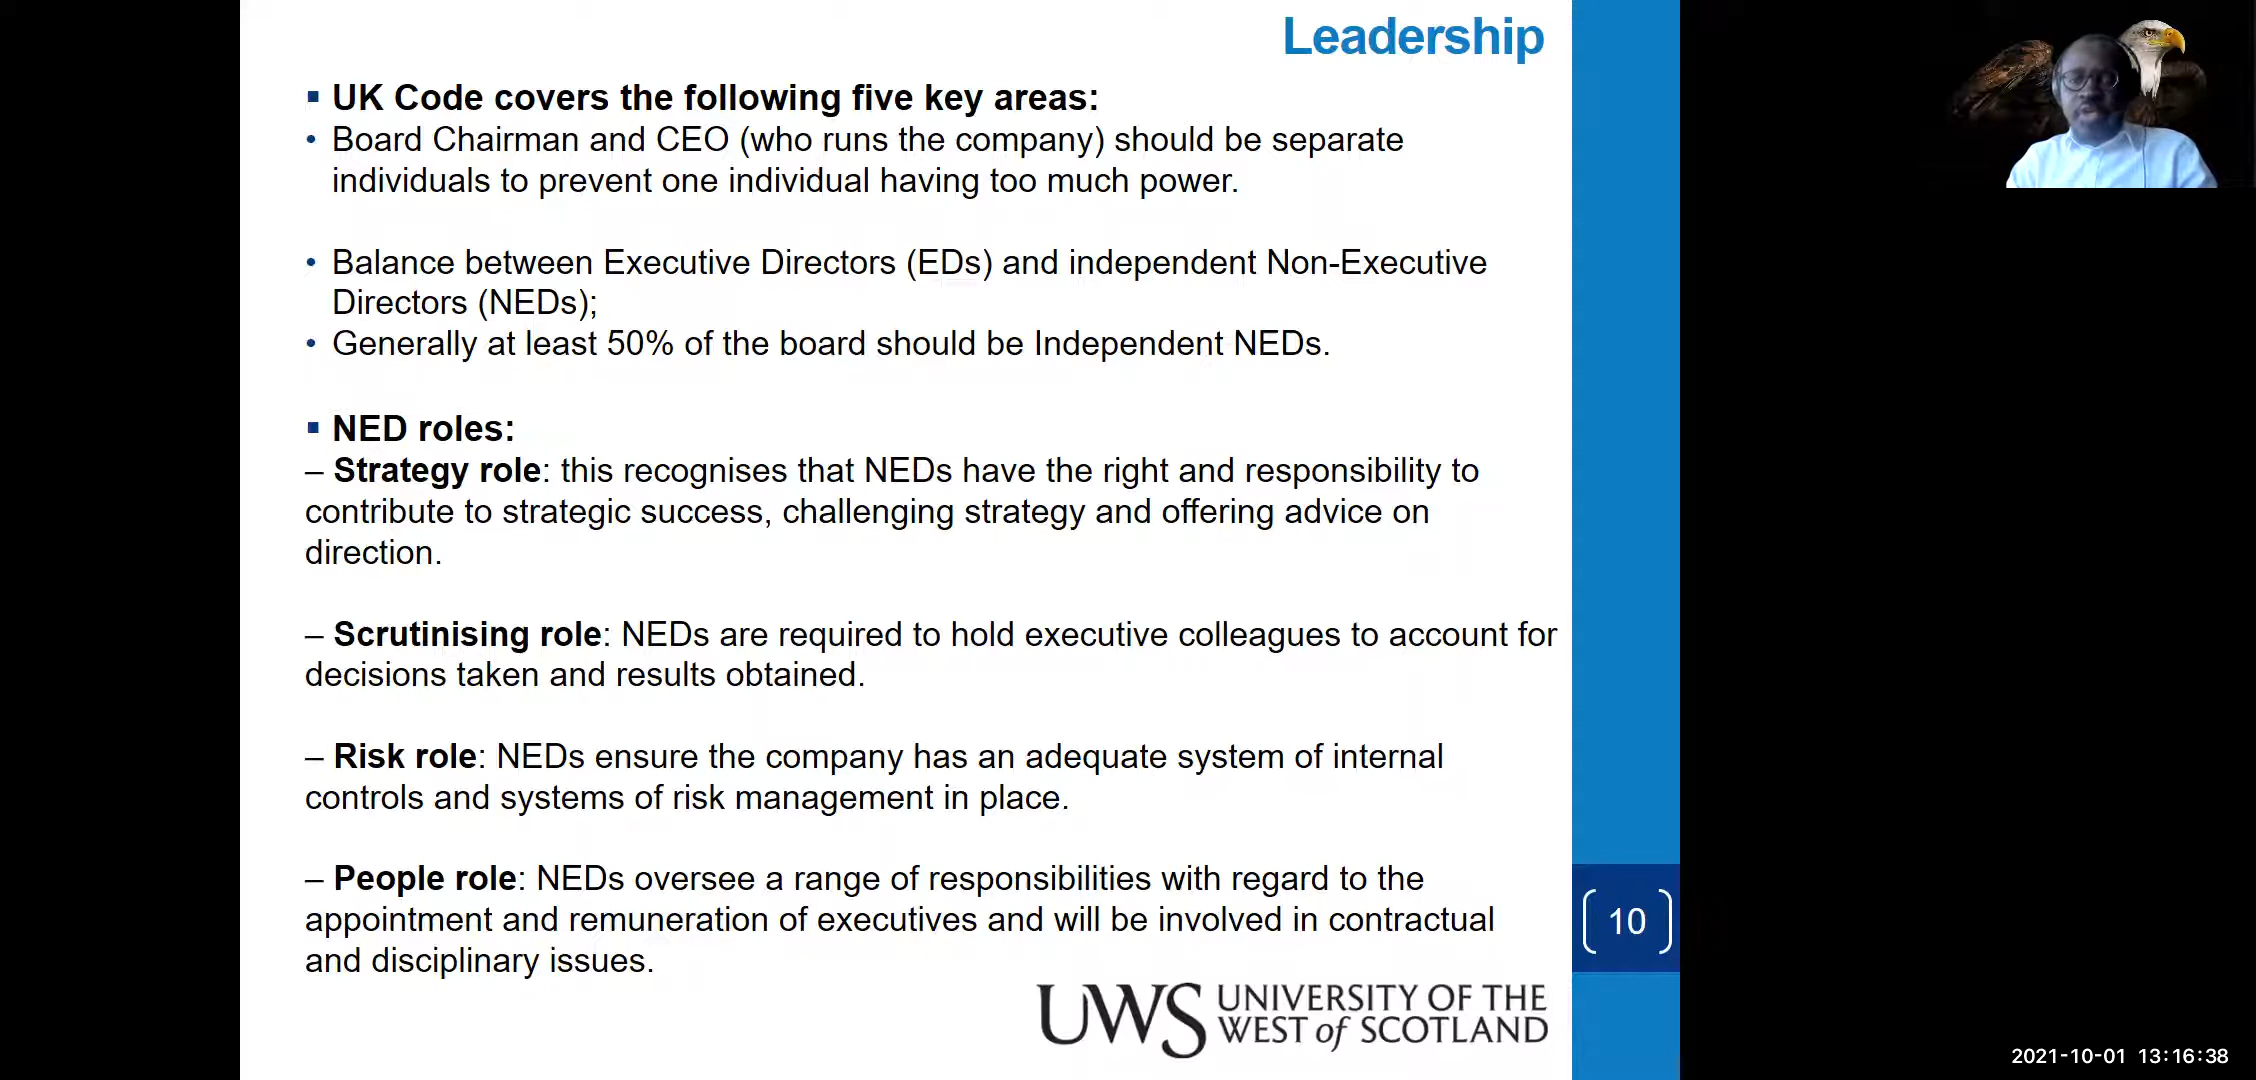 Leadership
▪ UK Code covers the following five key areas:
• Board Chairman and CEO (who runs the company) should be separate
individuals to prevent one individual having too much power.
• Balance between Executive Directors (EDs) and independent Non-Executive
Directors (NEDs);
• Generally at least 50% of the board should be Independent NEDs.
▪ NED roles:
– Strategy role: this recognises that NEDs have the right and responsibility to
contribute to strategic success, challenging strategy and offering advice on
direction.
– Scrutinising role: NEDs are required to hold executive colleagues to account for
decisions taken and results obtained.
– Risk role: NEDs ensure the company has an adequate system of internal
controls and systems of risk management in place.
– People role: NEDs oversee a range of responsibilities with regard to the
appointment and remuneration of executives and will be involved in contractual
and disciplinary issues.
10
UWS UNIVERSITY OF THE
WEST of SCOTLAND
2021-10-01 13:16:38